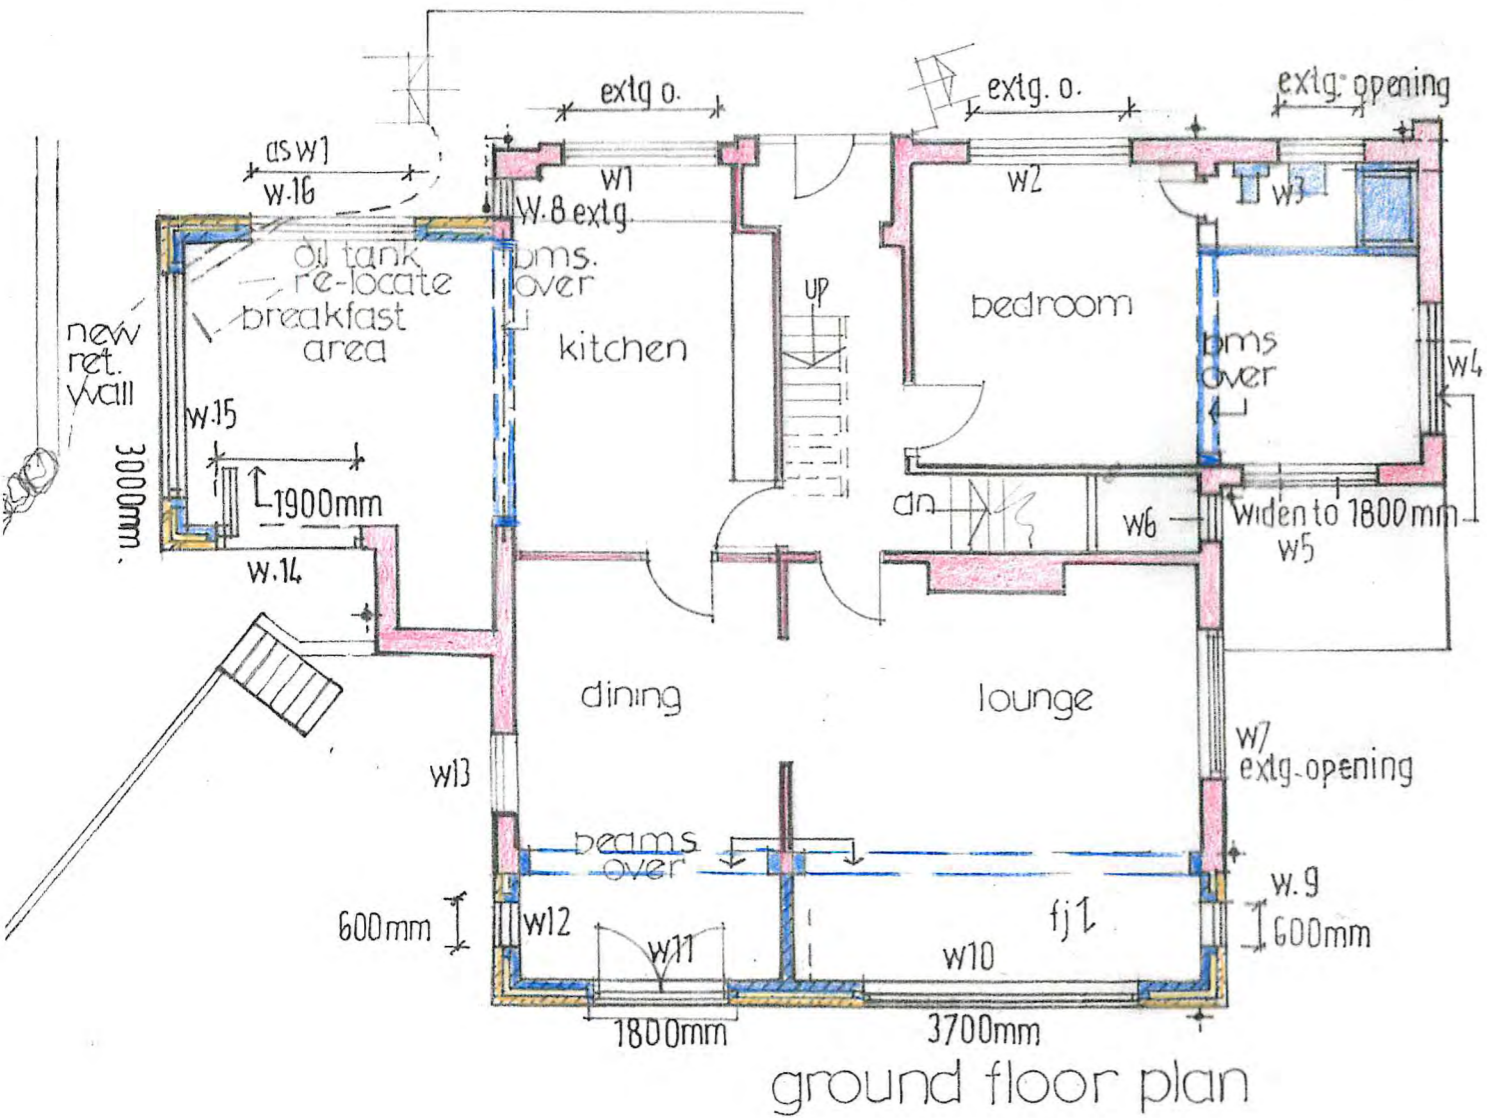 extg o.
extg. o.
extg. opening
as w1
w.16
w1
w2
w3
W.8 extg.
oil tank
re-locate
breakfast
area
bms.
over
UP
bedroom
kitchen
new
ret.
wall
bms
over
w4
w.15
3000mm.
1900mm
w6
widen to 1800mm
w5
w.14
dining
lounge
w7
extg-opening
w13
beams
over
w.9
600mm
w12
w11
w10
600mm
1800mm
3700mm
ground floor plan